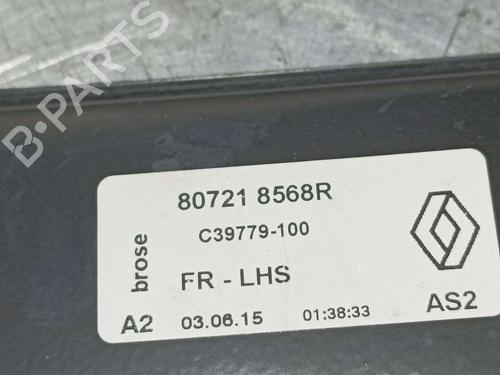 B-PARTS
80721 8568R
C39779-100
brose
FR - LHS
A2 03.06.15 01:38:33 AS2